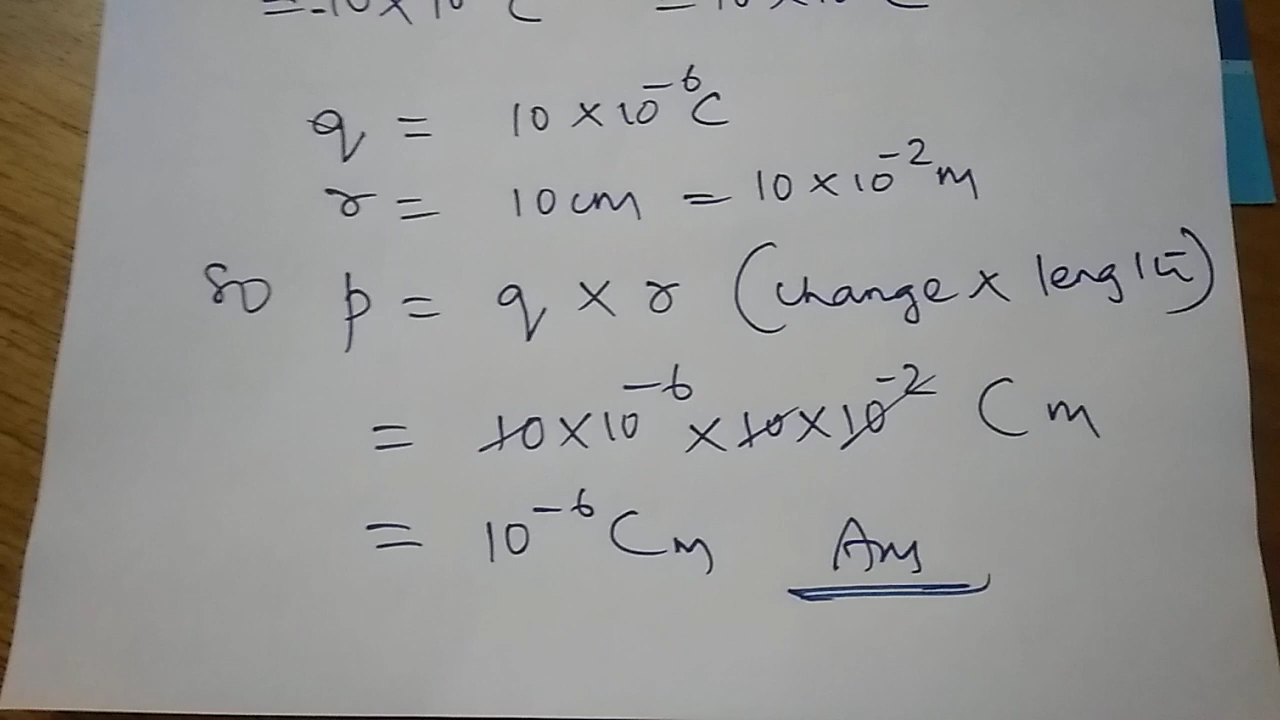 q = 10 × 10⁻⁶ C
r = 10 cm = 10 × 10⁻² m
so p = q × r (change × length)
= 10 × 10⁻⁶ × 10 × 10⁻² C m
= 10⁻⁶ C m Ans